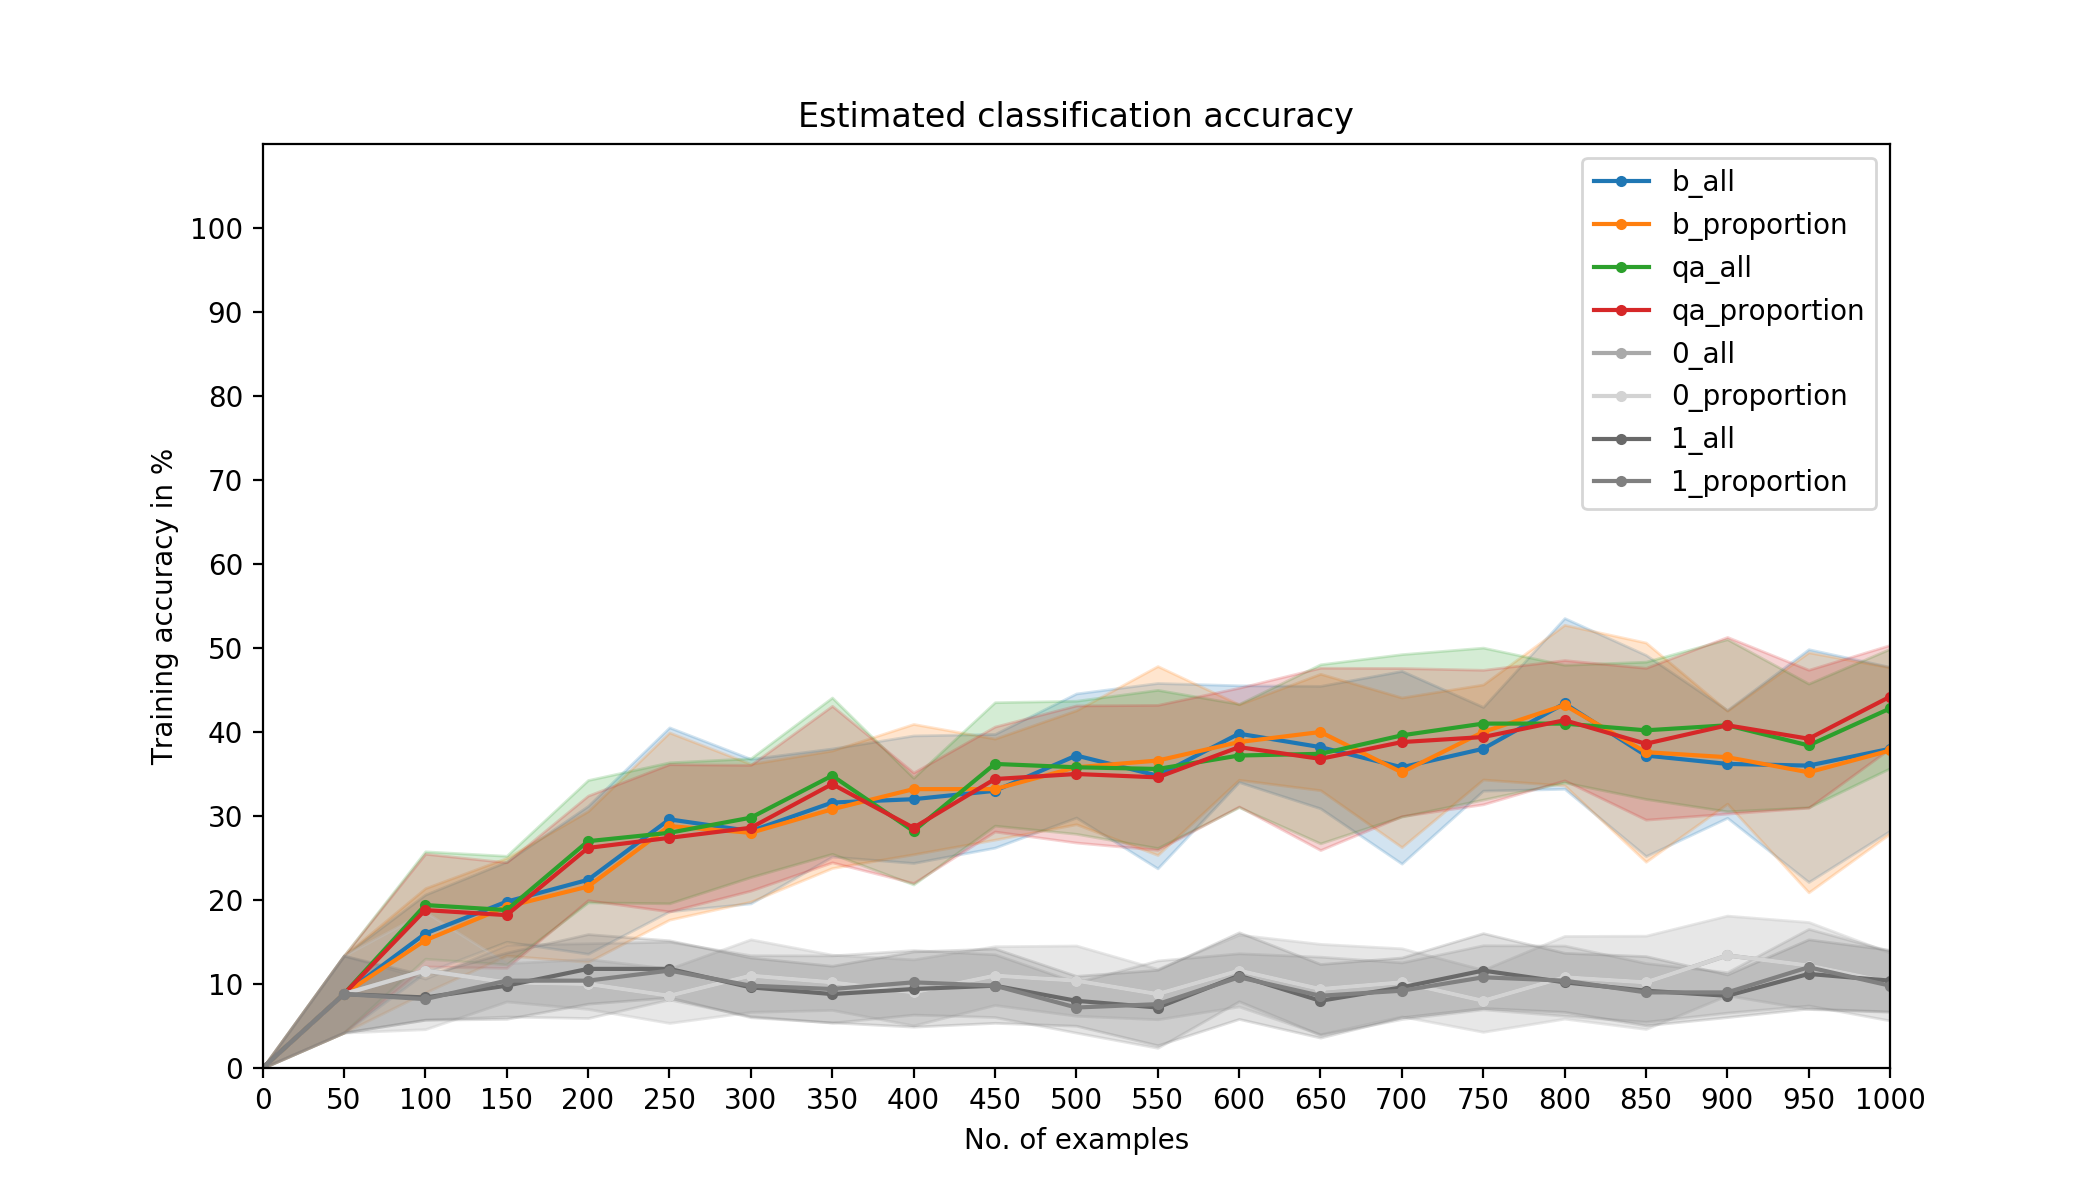 Estimated classification accuracy
b_all
b_proportion
qa_all
qa_proportion
0_all
0_proportion
1_all
1_proportion
Training accuracy in %
100
90
80
70
60
50
40
30
20
10
0
0 50 100 150 200 250 300 350 400 450 500 550 600 650 700 750 800 850 900 950 1000
No. of examples